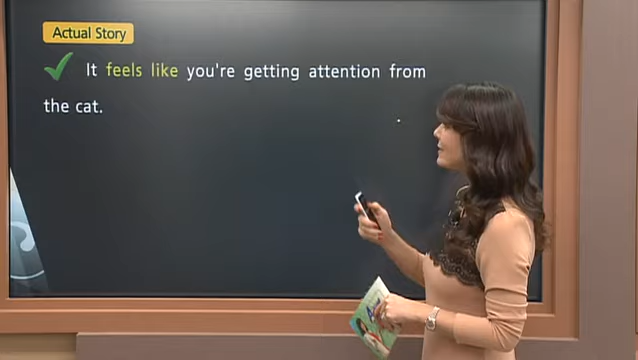 Actual Story
It feels like you're getting attention from
the cat.